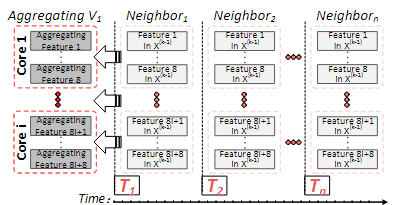 Aggregating V1 Neighbor1 Neighbor2 Neighborn
Core 1
Aggregating
Feature 1
Aggregating
Feature 8
Feature 1
In X(k-1)
Feature 8
In X(k-1)
Feature 1
In X(k-1)
Feature 8
In X(k-1)
Feature 1
In X(k-1)
Feature 8
In X(k-1)
Core i
Aggregating
Feature 8I+1
Aggregating
Feature 8I+8
Feature 8I+1
In X(k-1)
Feature 8I+8
In X(k-1)
Feature 8I+1
In X(k-1)
Feature 8I+8
In X(k-1)
Feature 8I+1
In X(k-1)
Feature 8I+8
In X(k-1)
T1 T2 Tn
Time: